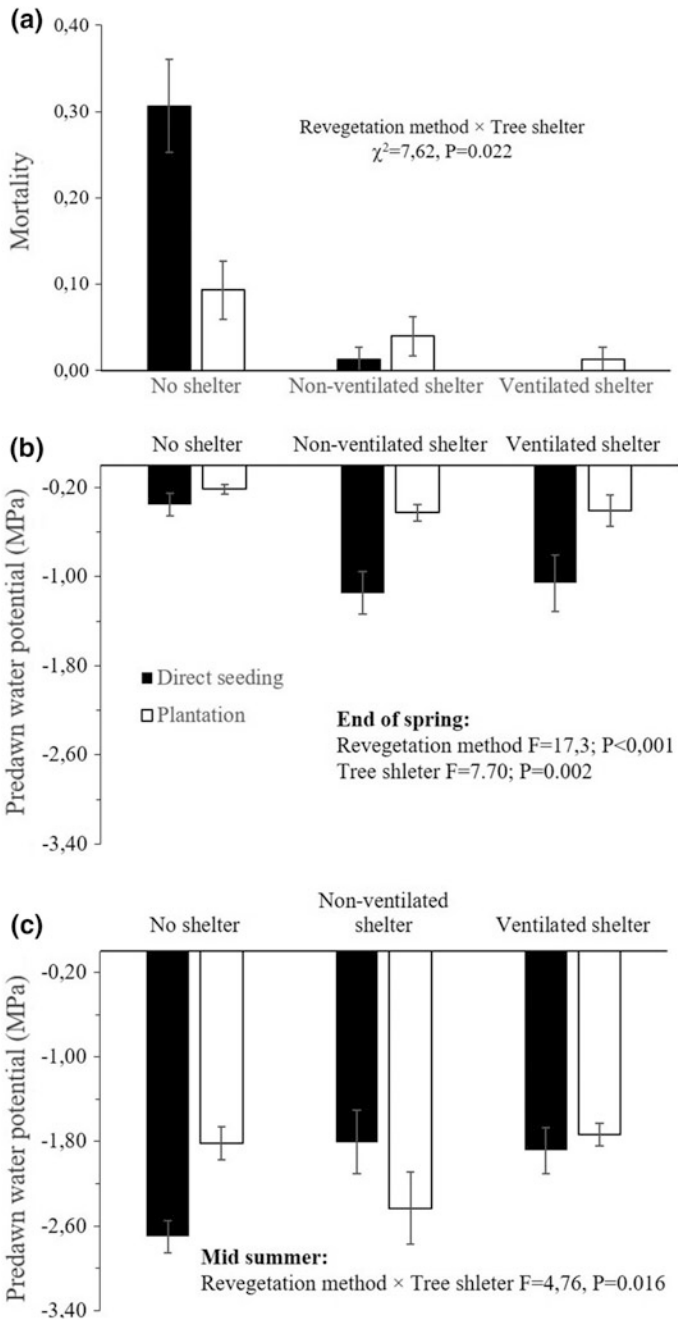 (a)
0,40
0,30
0,20
0,10
0,00
Mortality
Revegetation method × Tree shelter
χ²=7,62, P=0.022
No shelter
Non-ventilated shelter
Ventilated shelter
(b)
No shelter
Non-ventilated shelter
Ventilated shelter
-0,20
-1,00
-1,80
-2,60
-3,40
Predawn water potential (MPa)
Direct seeding
Plantation
End of spring:
Revegetation method F=17,3; P<0,001
Tree shleter F=7.70; P=0.002
(c)
No shelter
Non-ventilated
shelter
Ventilated shelter
-0,20
-1,00
-1,80
-2,60
-3,40
Predawn water potential (MPa)
Mid summer:
Revegetation method × Tree shleter F=4,76, P=0.016